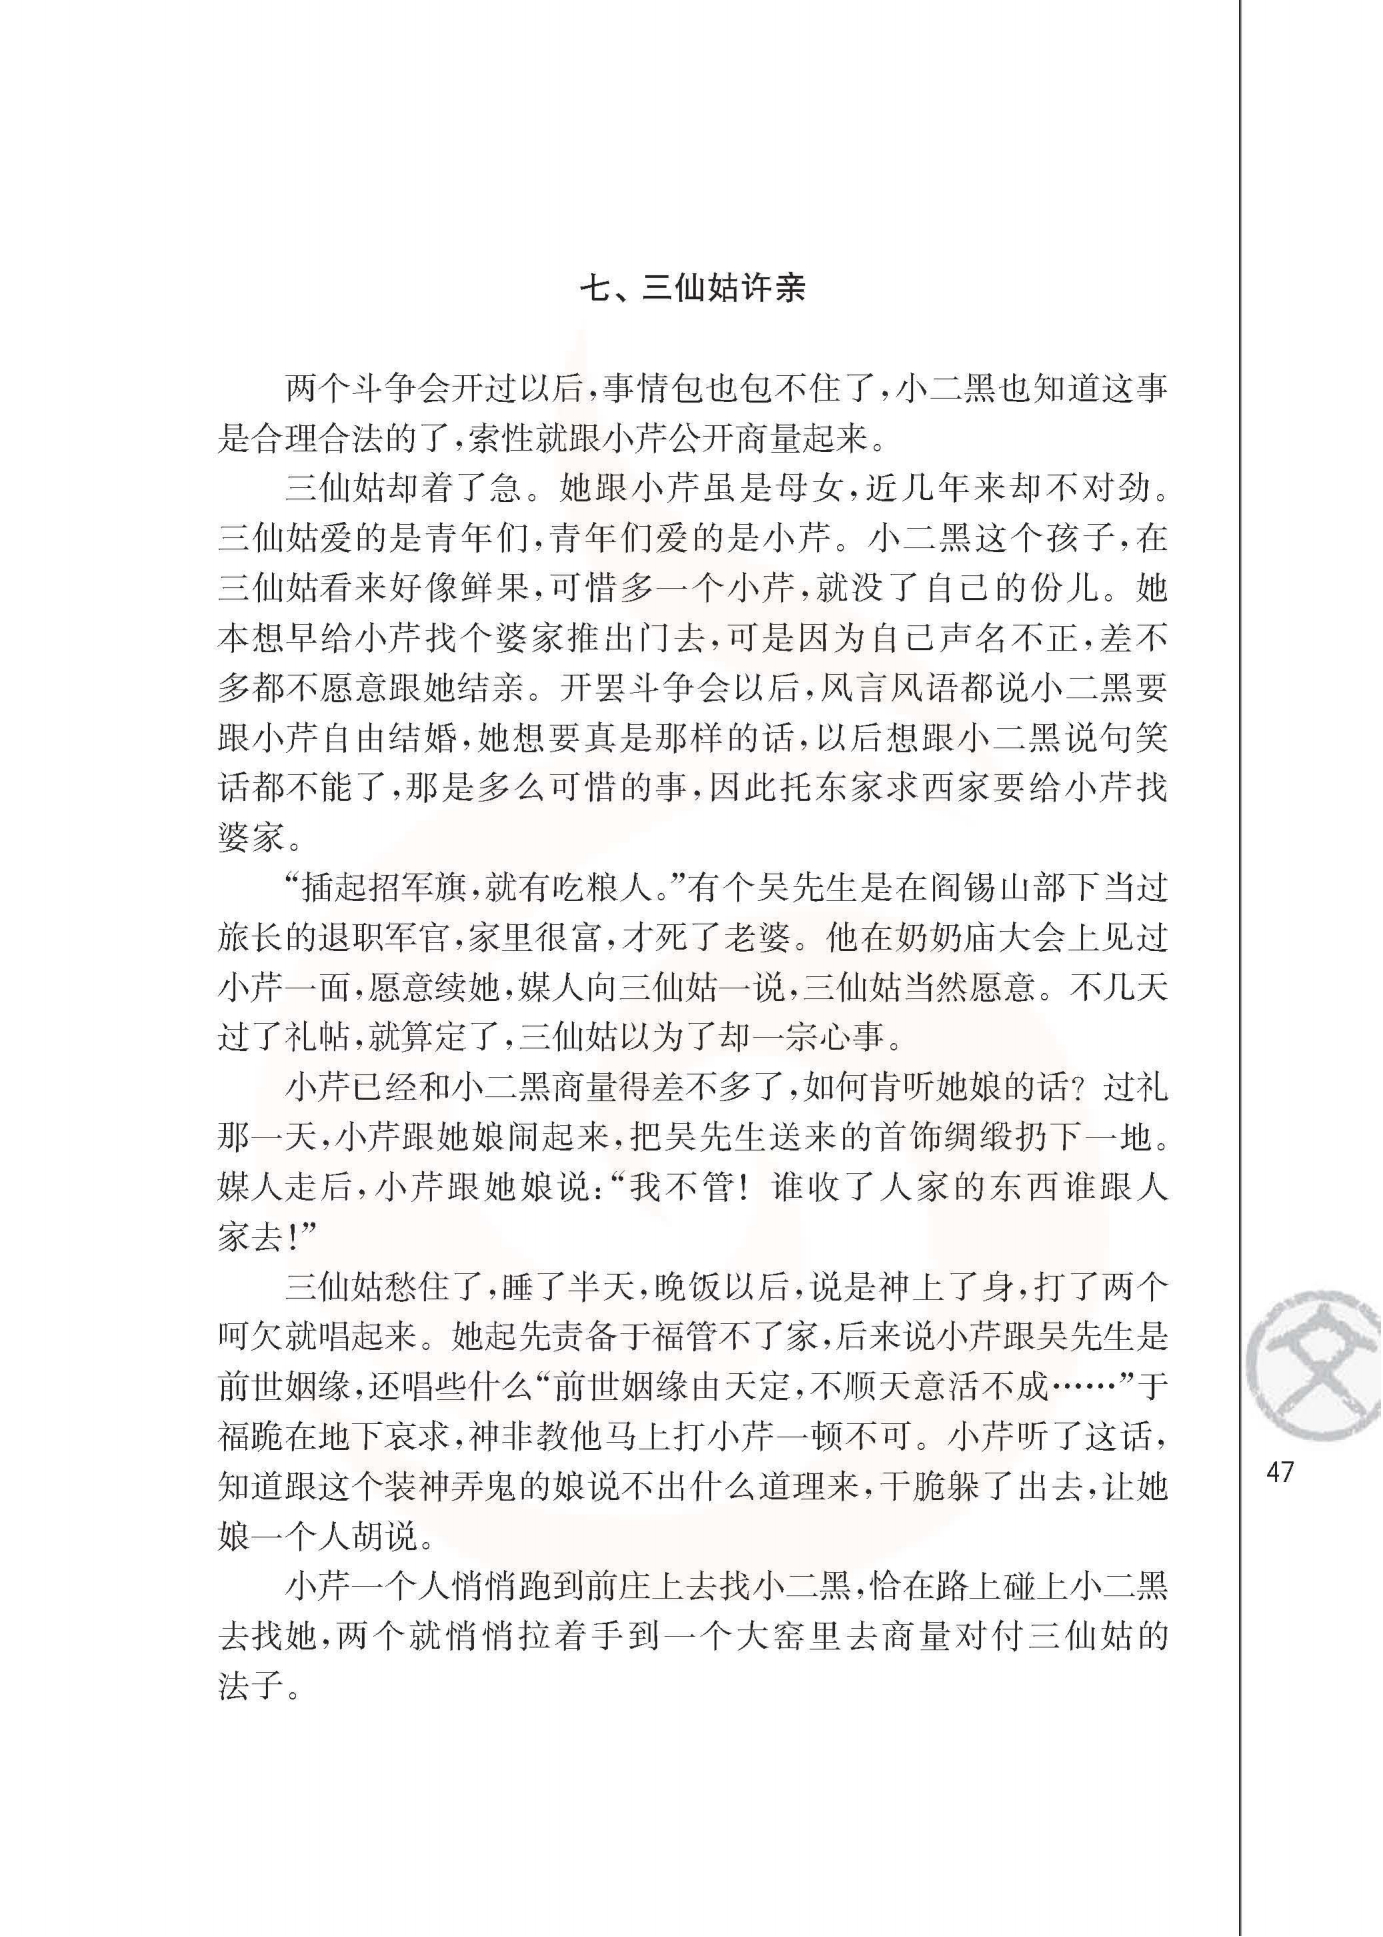 七、三仙姑许亲
两个斗争会开过以后,事情包也包不住了,小二黑也知道这事
是合理合法的了,索性就跟小芹公开商量起来。
三仙姑却着了急。她跟小芹虽是母女,近几年来却不对劲。
三仙姑爱的是青年们,青年们爱的是小芹。小二黑这个孩子,在
三仙姑看来好像鲜果,可惜多一个小芹,就没了自己的份儿。她
本想早给小芹找个婆家推出门去,可是因为自己声名不正,差不
多都不愿意跟她结亲。开罢斗争会以后,风言风语都说小二黑要
跟小芹自由结婚,她想要真是那样的话,以后想跟小二黑说句笑
话都不能了,那是多么可惜的事,因此托东家求西家要给小芹找
婆家。
“插起招军旗,就有吃粮人。”有个吴先生是在阎锡山部下当过
旅长的退职军官,家里很富,才死了老婆。他在奶奶庙大会上见过
小芹一面,愿意续她,媒人向三仙姑一说,三仙姑当然愿意。不几天
过了礼帖,就算定了,三仙姑以为了却一宗心事。
小芹已经和小二黑商量得差不多了,如何肯听她娘的话?过礼
那一天,小芹跟她娘闹起来,把吴先生送来的首饰绸缎扔下一地。
媒人走后,小芹跟她娘说:“我不管!谁收了人家的东西谁跟人
家去!”
三仙姑愁住了,睡了半天,晚饭以后,说是神上了身,打了两个
呵欠就唱起来。她起先责备于福管不了家,后来说小芹跟吴先生是
前世姻缘,还唱些什么“前世姻缘由天定,不顺天意活不成……”于
福跪在地下哀求,神非教他马上打小芹一顿不可。小芹听了这话,
知道跟这个装神弄鬼的娘说不出什么道理来,干脆躲了出去,让她
娘一个人胡说。
小芹一个人悄悄跑到前庄上去找小二黑,恰在路上碰上小二黑
去找她,两个就悄悄拉着手到一个大窑里去商量对付三仙姑的
法子。
文
47